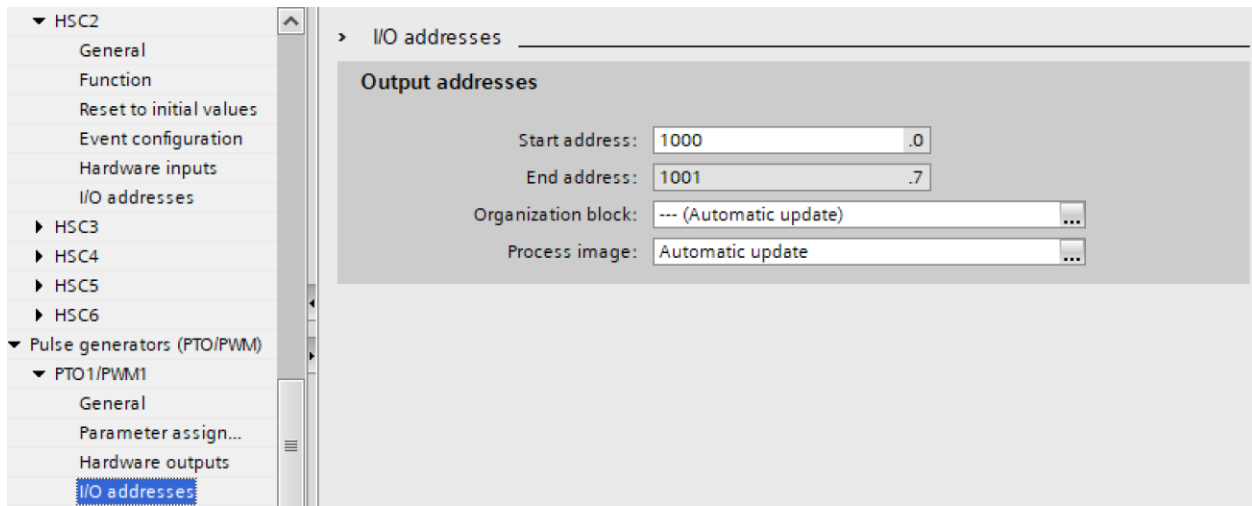 HSC2
General
Function
Reset to initial values
Event configuration
Hardware inputs
I/O addresses
HSC3
HSC4
HSC5
HSC6
Pulse generators (PTO/PWM)
PTO1/PWM1
General
Parameter assign...
Hardware outputs
I/O addresses
I/O addresses
Output addresses
Start address: 1000 .0
End address: 1001 .7
Organization block: --- (Automatic update) ...
Process image: Automatic update ...